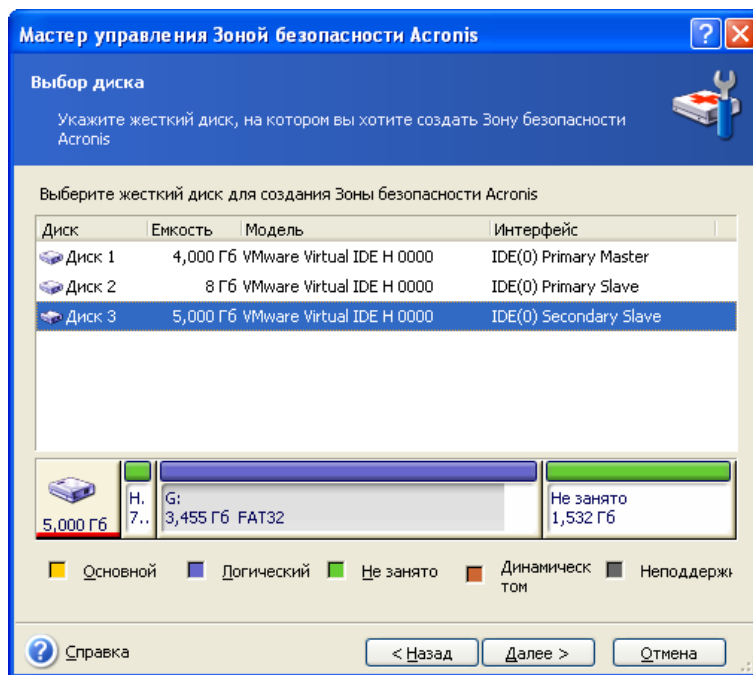 Мастер управления Зоной безопасности Acronis
Выбор диска
Укажите жесткий диск, на котором вы хотите создать Зону безопасности
Acronis
Выберите жесткий диск для создания Зоны безопасности Acronis
Диск Емкость Модель Интерфейс
Диск 1 4,000 Гб VMware Virtual IDE H 0000 IDE(0) Primary Master
Диск 2 8 Гб VMware Virtual IDE H 0000 IDE(0) Primary Slave
Диск 3 5,000 Гб VMware Virtual IDE H 0000 IDE(0) Secondary Slave
Н. G: Не занято
5,000 Гб 7.. 3,455 Гб FAT32 1,532 Гб
Основной Логический Не занято Динамическ Неподдержи
том
Справка < Назад Далее > Отмена